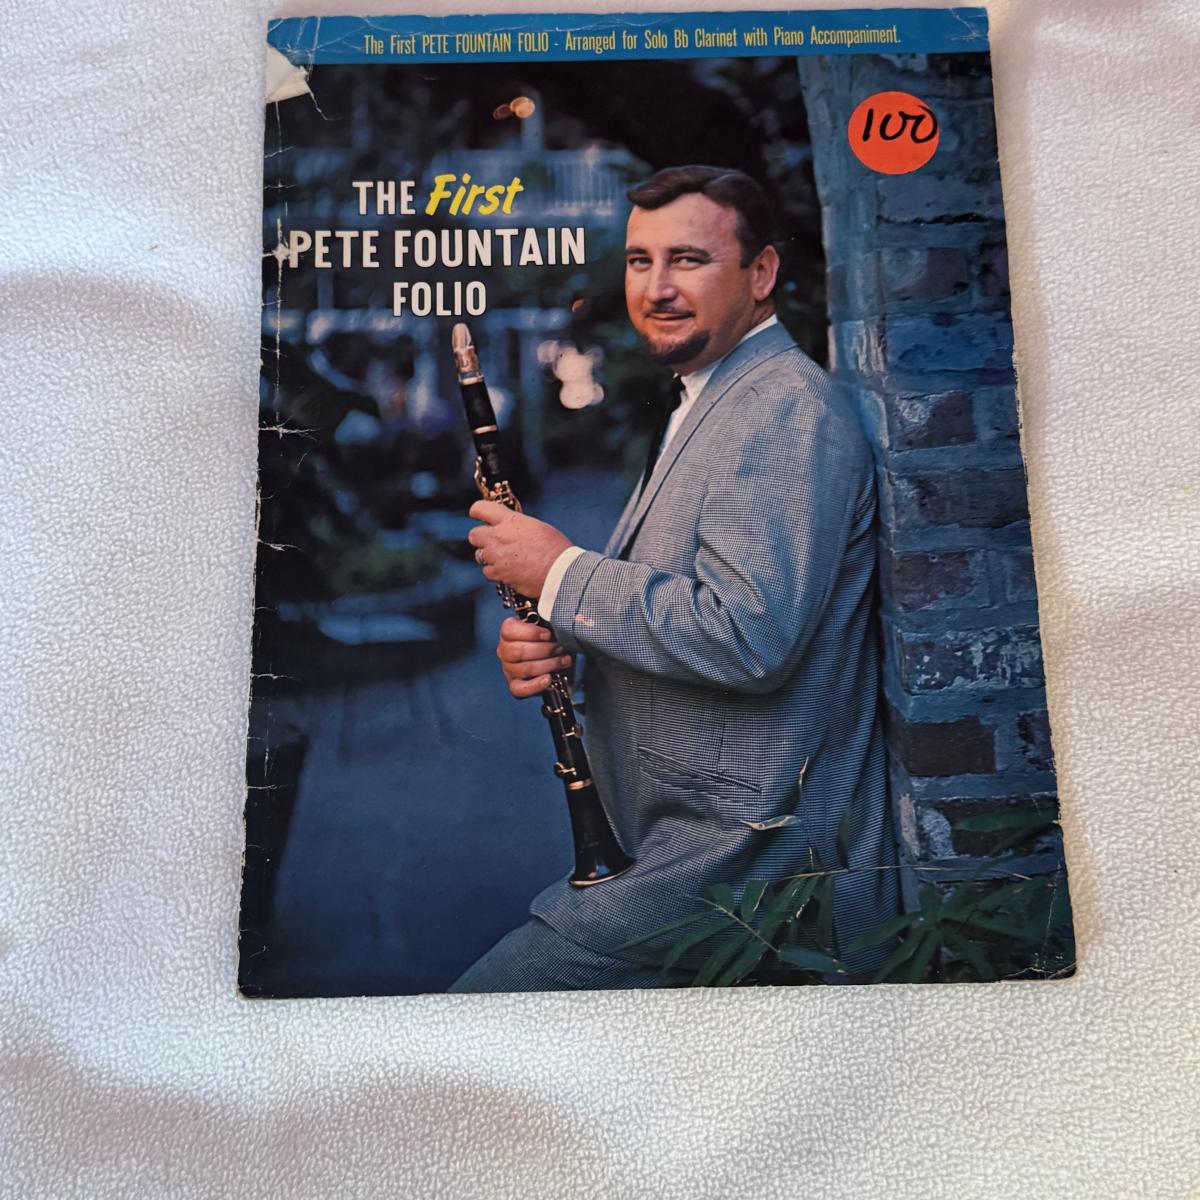 The First PETE FOUNTAIN FOLIO - Arranged for Solo Bb Clarinet with Piano Accompaniment.
100
THE First
PETE FOUNTAIN
FOLIO